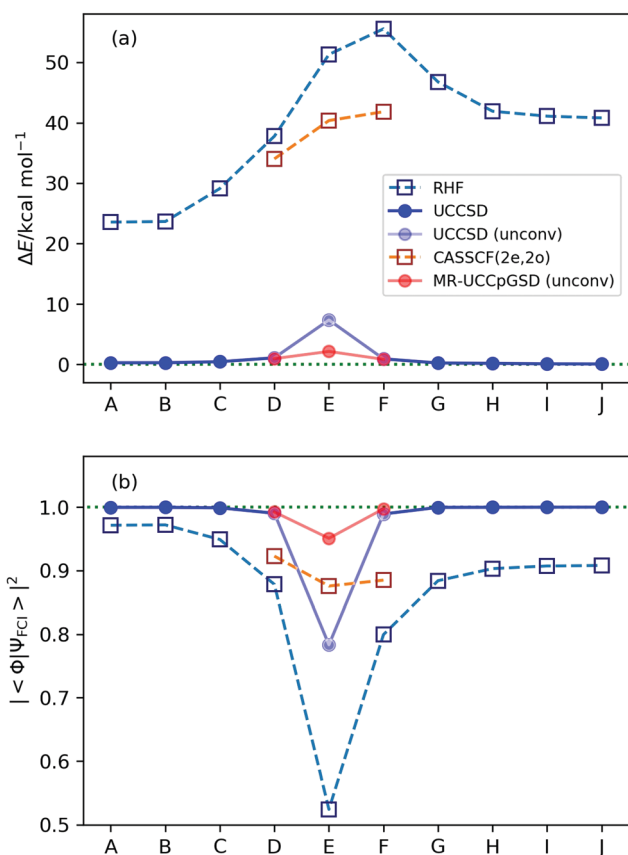 (a)
60
50
40
30
20
10
0
ΔE/kcal mol⁻¹
RHF
UCCSD
UCCSD (unconv)
CASSCF(2e,2o)
MR-UCCpGSD (unconv)
A B C D E F G H I J
(b)
1.0
0.9
0.8
0.7
0.6
0.5
| < Φ|Ψ_FCI > |²
A B C D E F G H I J